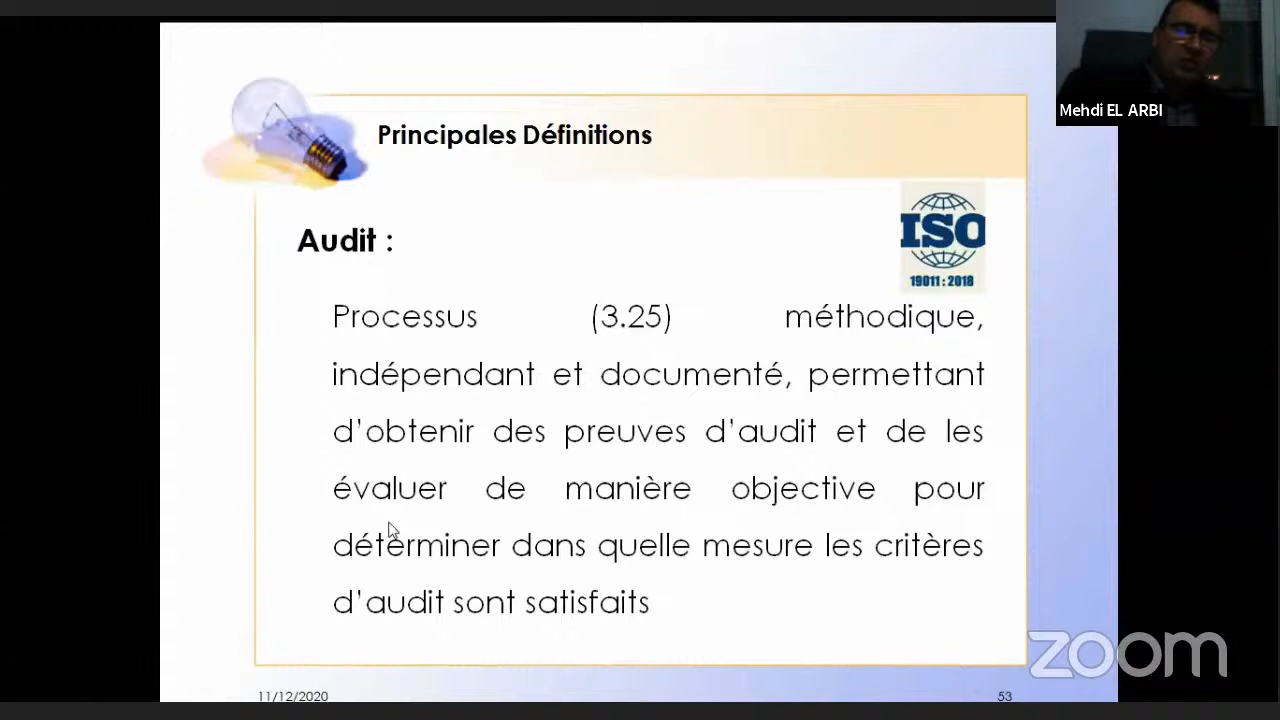 Mehdi EL ARBI
Principales Définitions
ISO
19011 : 2018
Audit :
Processus (3.25) méthodique,
indépendant et documenté, permettant
d'obtenir des preuves d'audit et de les
évaluer de manière objective pour
déterminer dans quelle mesure les critères
d'audit sont satisfaits
zoom
11/12/2020
53